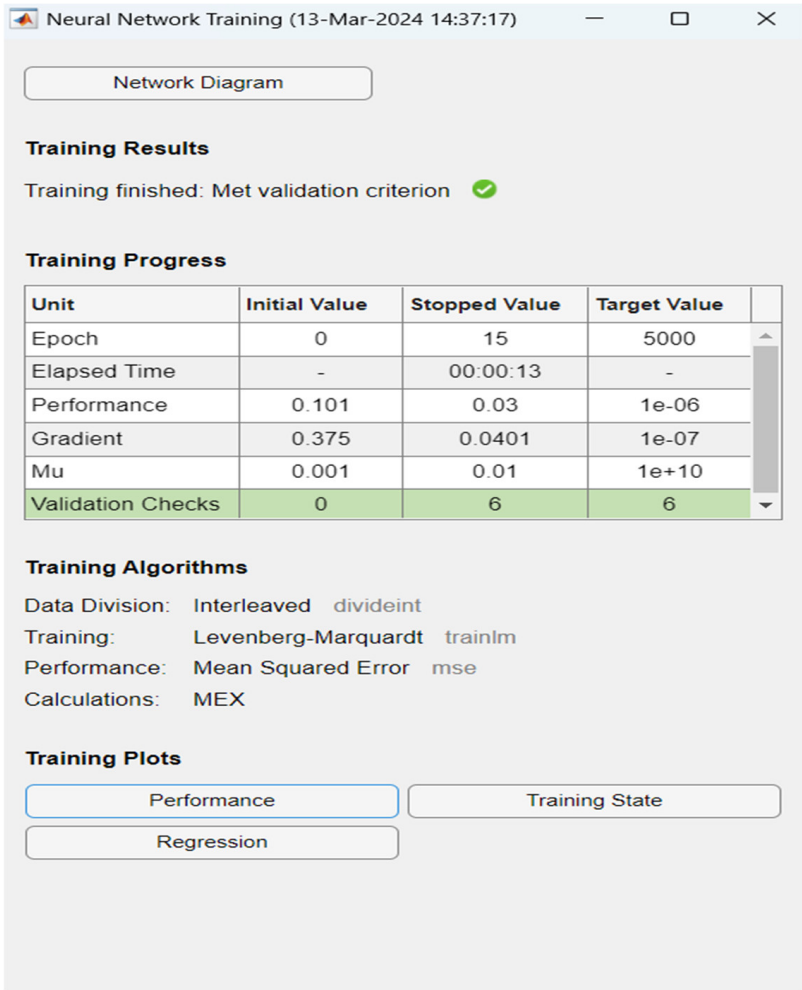 Neural Network Training (13-Mar-2024 14:37:17)
Network Diagram
Training Results
Training finished: Met validation criterion
Training Progress
Unit Initial Value Stopped Value Target Value
Epoch 0 15 5000
Elapsed Time - 00:00:13 -
Performance 0.101 0.03 1e-06
Gradient 0.375 0.0401 1e-07
Mu 0.001 0.01 1e+10
Validation Checks 0 6 6
Training Algorithms
Data Division: Interleaved divideint
Training: Levenberg-Marquardt trainlm
Performance: Mean Squared Error mse
Calculations: MEX
Training Plots
Performance Training State
Regression